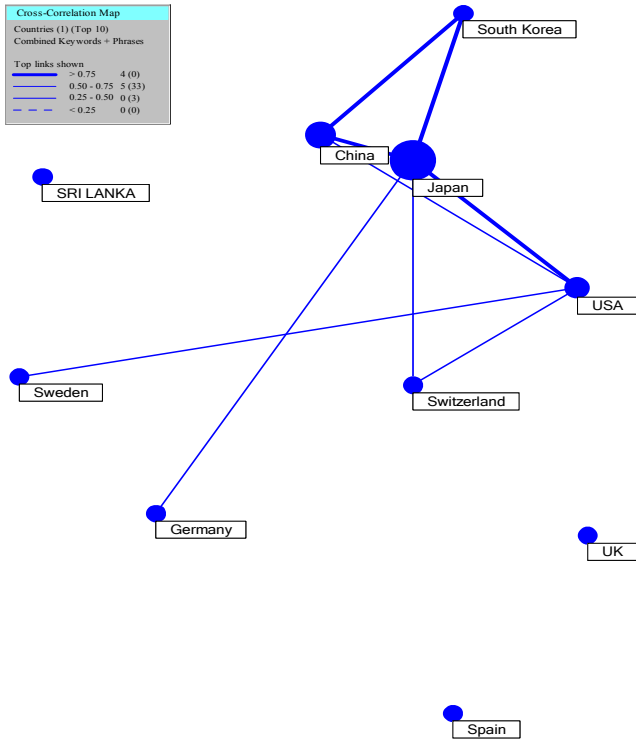 Cross-Correlation Map
Countries (1) (Top 10)
Combined Keywords + Phrases
Top links shown
> 0.75 4 (0)
0.50 - 0.75 5 (33)
0.25 - 0.50 0 (3)
< 0.25 0 (0)
South Korea
China
Japan
SRI LANKA
USA
Sweden
Switzerland
Germany
UK
Spain